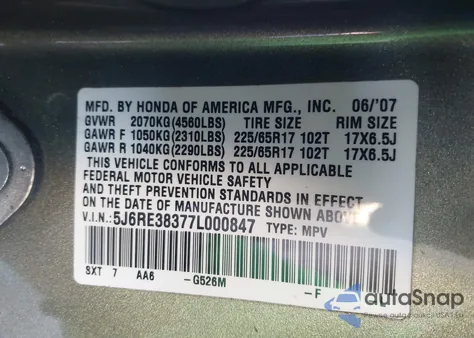 MFD. BY HONDA OF AMERICA MFG., INC. 06/'07
GVWR 2070KG(4560LBS) TIRE SIZE RIM SIZE
GAWR F 1050KG(2310LBS) 225/65R17 102T 17X6.5J
GAWR R 1040KG(2290LBS) 225/65R17 102T 17X6.5J
THIS VEHICLE CONFORMS TO ALL APPLICABLE
FEDERAL MOTOR VEHICLE SAFETY
AND THEFT PREVENTION STANDARDS IN EFFECT
ON THE DATE OF MANUFACTURE SHOWN ABOVE.
V.I.N.: 5J6RE38377L000847 TYPE: MPV
SXT 7 AA6 -G526M -F
autoSnap